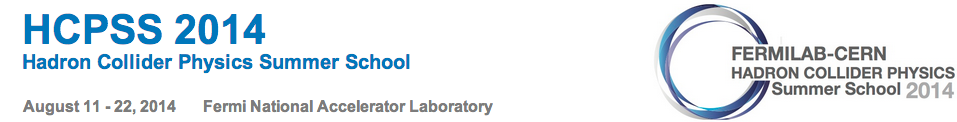 HCPSS 2014
Hadron Collider Physics Summer School
August 11 - 22, 2014 Fermi National Accelerator Laboratory
FERMILAB-CERN
HADRON COLLIDER PHYSICS
Summer School 2014